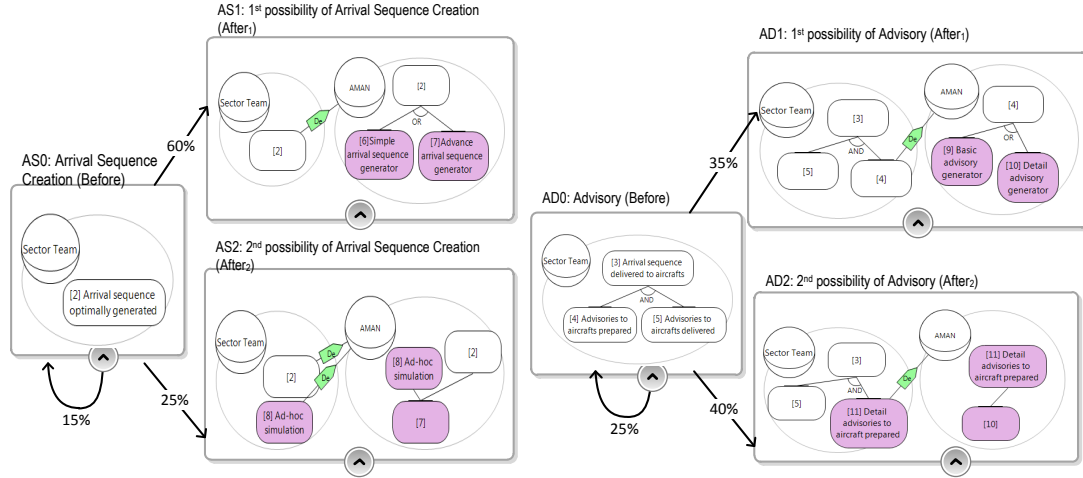 AS1: 1st possibility of Arrival Sequence Creation
(After1)
Sector Team
[2]
De
AMAN
[2]
OR
[6]Simple
arrival sequence
generator
[7]Advance
arrival sequence
generator
60%
AS0: Arrival Sequence
Creation (Before)
Sector Team
[2] Arrival sequence
optimally generated
15%
25%
AS2: 2nd possibility of Arrival Sequence Creation
(After2)
Sector Team
[2]
[8] Ad-hoc
simulation
De
De
AMAN
[8] Ad-hoc
simulation
[2]
[7]
AD1: 1st possibility of Advisory (After1)
Sector Team
[3]
AND
[5]
[4]
De
AMAN
[4]
OR
[9] Basic
advisory
generator
[10] Detail
advisory
generator
35%
AD0: Advisory (Before)
Sector Team
[3] Arrival sequence
delivered to aircrafts
AND
[4] Advisories to
aircrafts prepared
[5] Advisories to
aircrafts delivered
25%
40%
AD2: 2nd possibility of Advisory (After2)
Sector Team
[3]
AND
[5]
[11] Detail
advisories to
aircraft prepared
De
AMAN
[11] Detail
advisories to
aircraft prepared
[10]